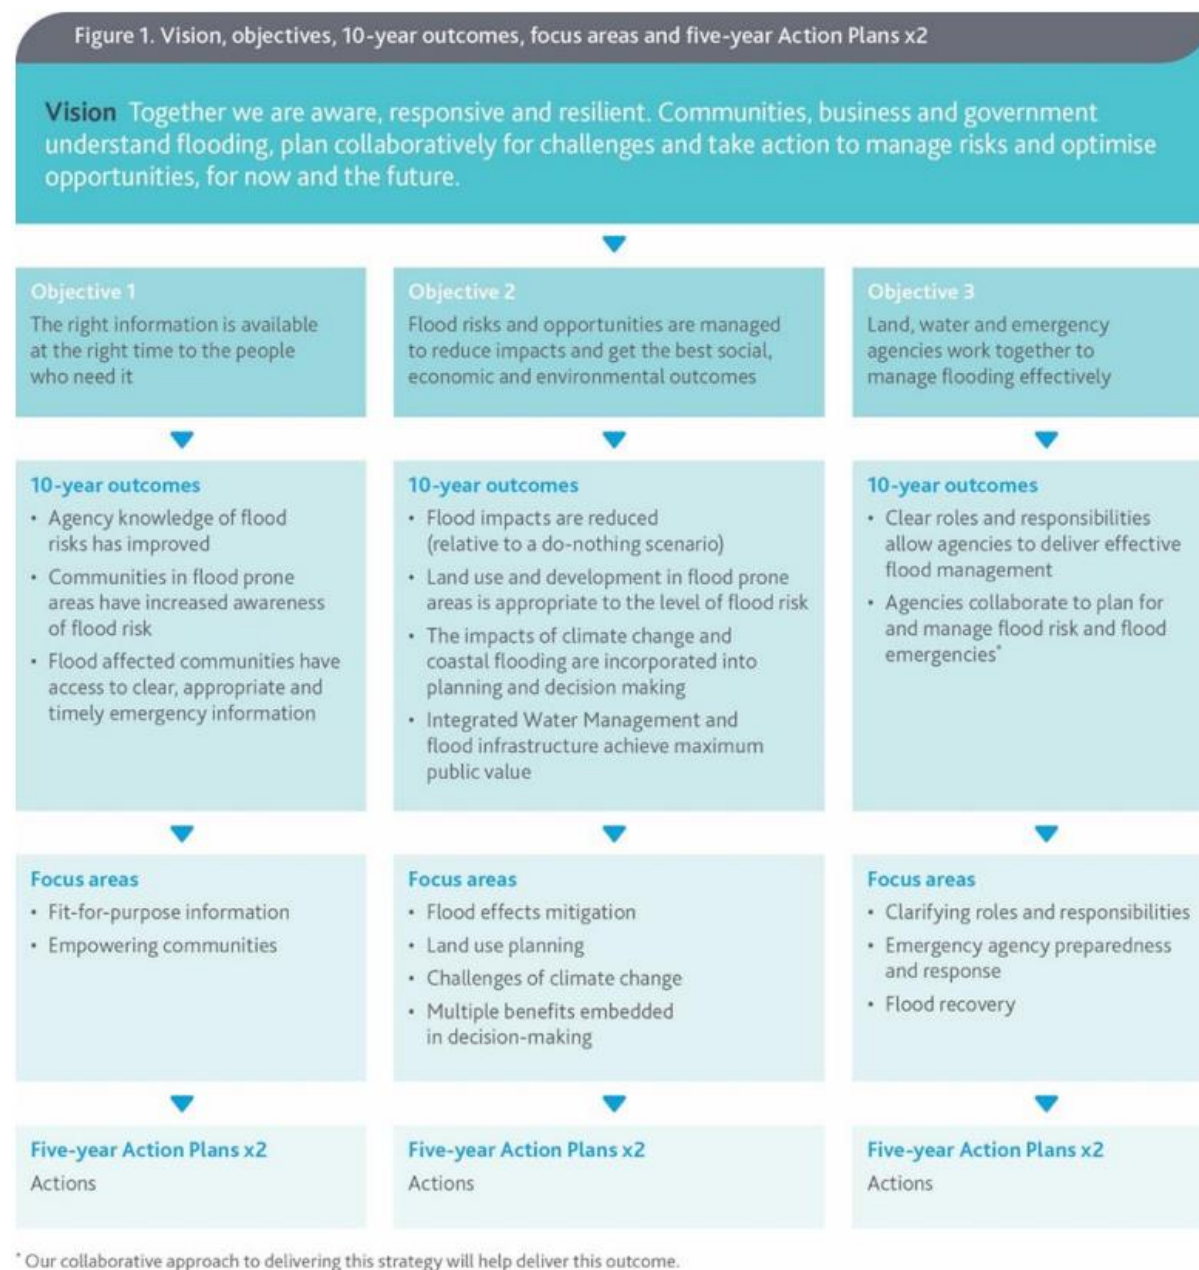 Figure 1. Vision, objectives, 10-year outcomes, focus areas and five-year Action Plans x2
Vision Together we are aware, responsive and resilient. Communities, business and government
understand flooding, plan collaboratively for challenges and take action to manage risks and optimise
opportunities, for now and the future.
Objective 1
The right information is available
at the right time to the people
who need it
Objective 2
Flood risks and opportunities are managed
to reduce impacts and get the best social,
economic and environmental outcomes
Objective 3
Land, water and emergency
agencies work together to
manage flooding effectively
10-year outcomes
• Agency knowledge of flood
risks has improved
• Communities in flood prone
areas have increased awareness
of flood risk
• Flood affected communities have
access to clear, appropriate and
timely emergency information
10-year outcomes
• Flood impacts are reduced
(relative to a do-nothing scenario)
• Land use and development in flood prone
areas is appropriate to the level of flood risk
• The impacts of climate change and
coastal flooding are incorporated into
planning and decision making
• Integrated Water Management and
flood infrastructure achieve maximum
public value
10-year outcomes
• Clear roles and responsibilities
allow agencies to deliver effective
flood management
• Agencies collaborate to plan for
and manage flood risk and flood
emergencies*
Focus areas
• Fit-for-purpose information
• Empowering communities
Focus areas
• Flood effects mitigation
• Land use planning
• Challenges of climate change
• Multiple benefits embedded
in decision-making
Focus areas
• Clarifying roles and responsibilities
• Emergency agency preparedness
and response
• Flood recovery
Five-year Action Plans x2
Actions
Five-year Action Plans x2
Actions
Five-year Action Plans x2
Actions
* Our collaborative approach to delivering this strategy will help deliver this outcome.